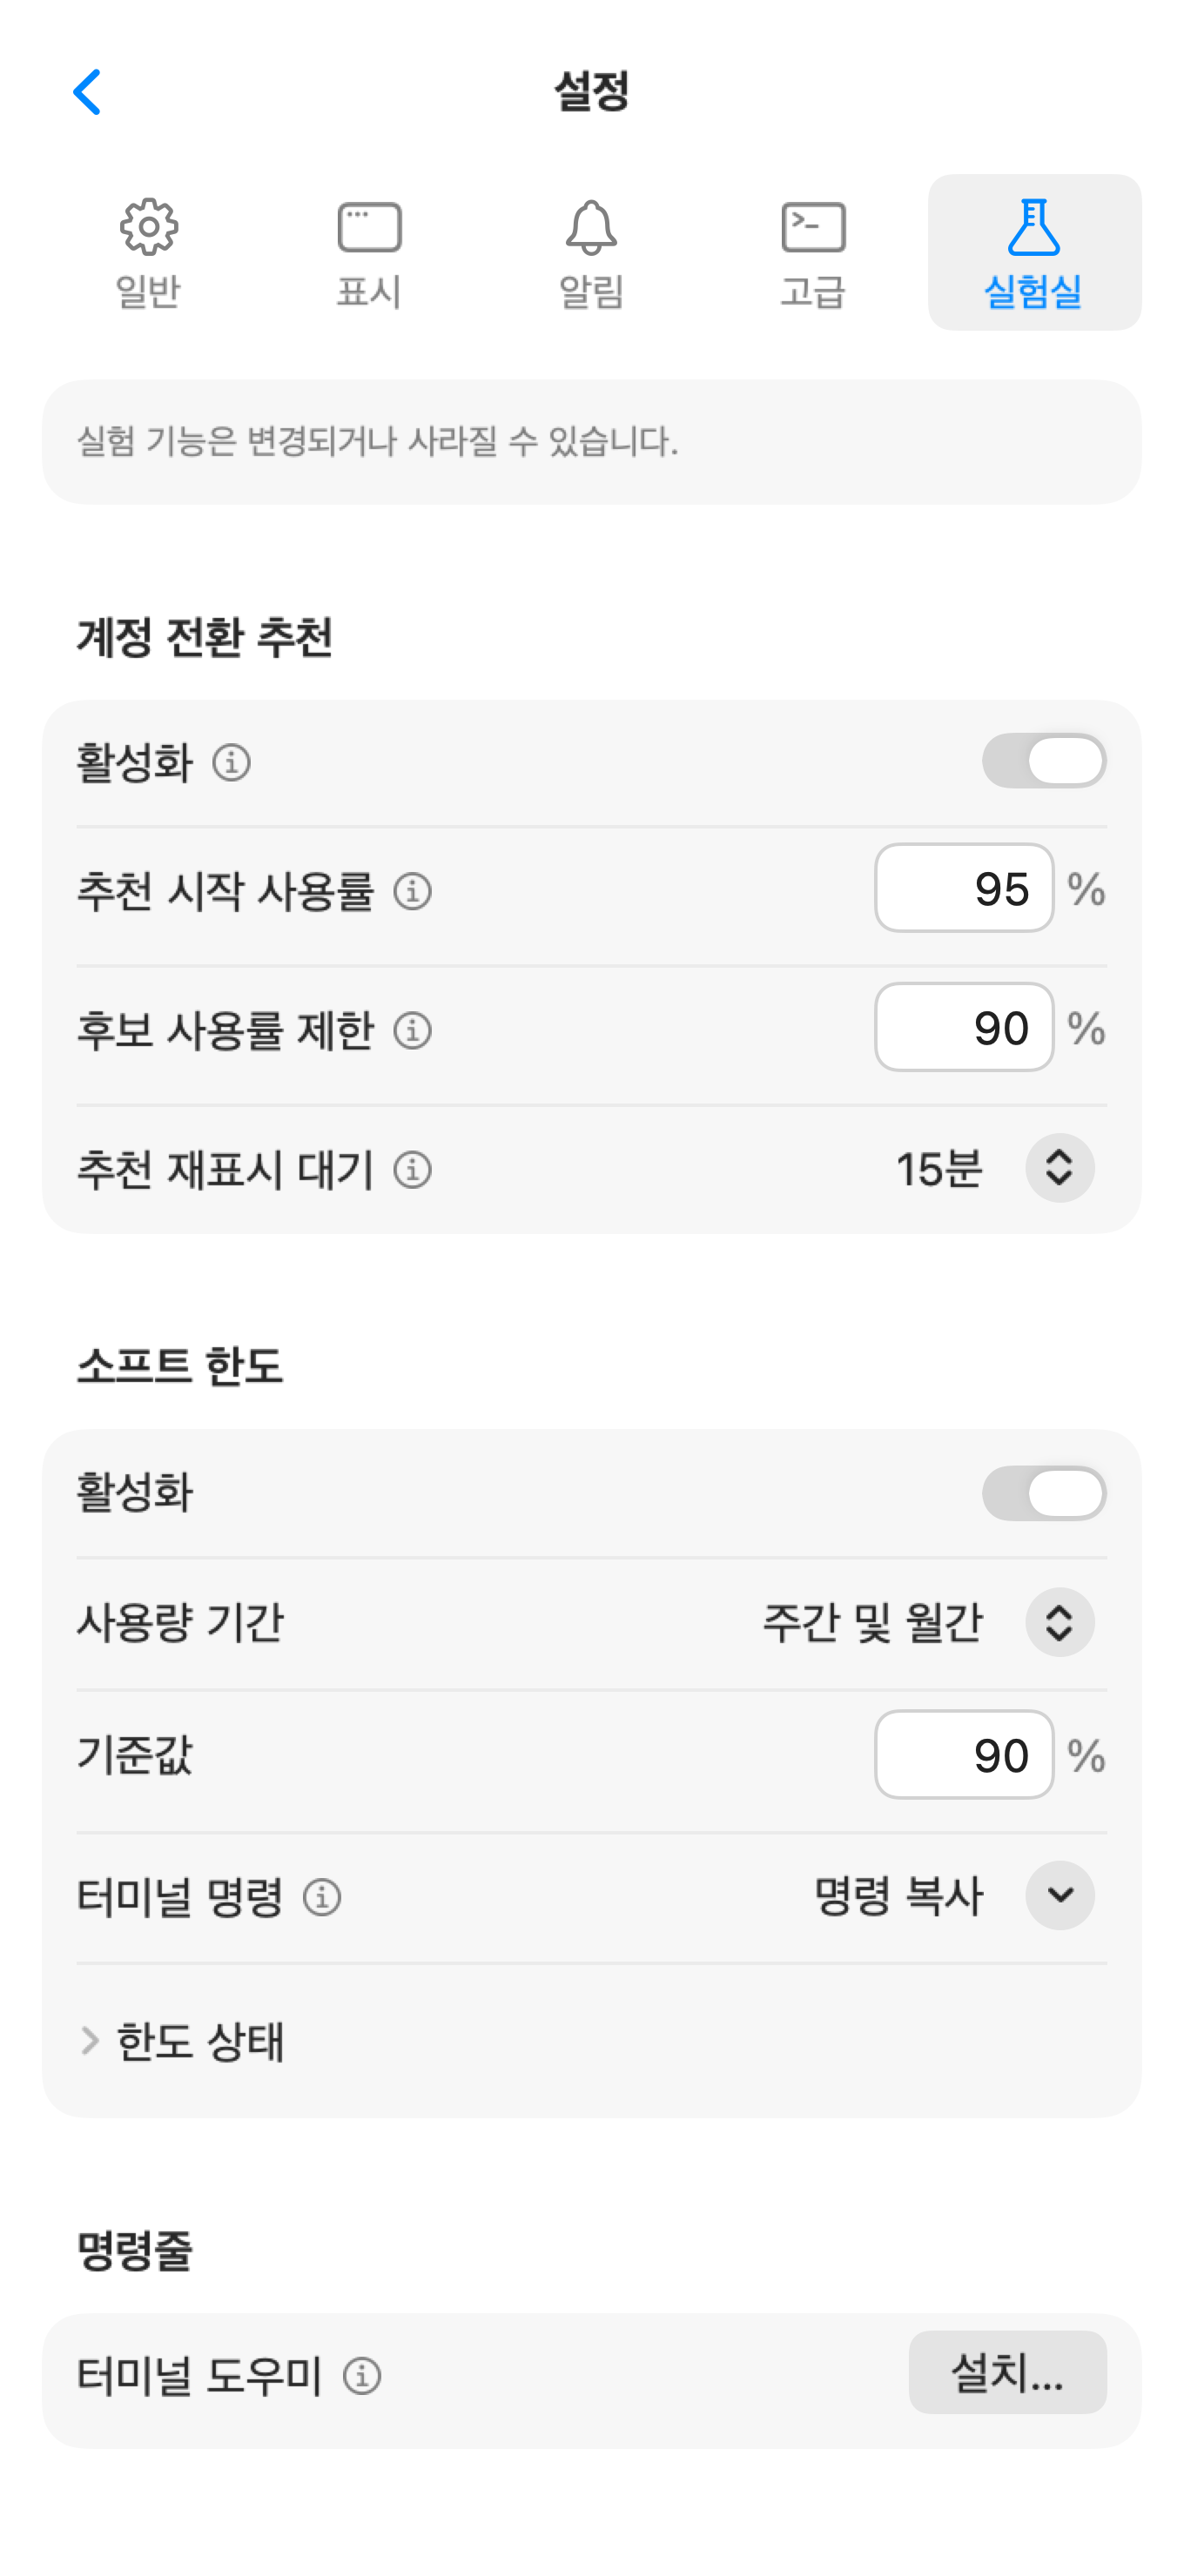 설정
일반
표시
알림
고급
실험실
실험 기능은 변경되거나 사라질 수 있습니다.
계정 전환 추천
활성화
추천 시작 사용률 95 %
후보 사용률 제한 90 %
추천 재표시 대기 15분
소프트 한도
활성화
사용량 기간 주간 및 월간
기준값 90 %
터미널 명령 명령 복사
한도 상태
명령줄
터미널 도우미 설치...